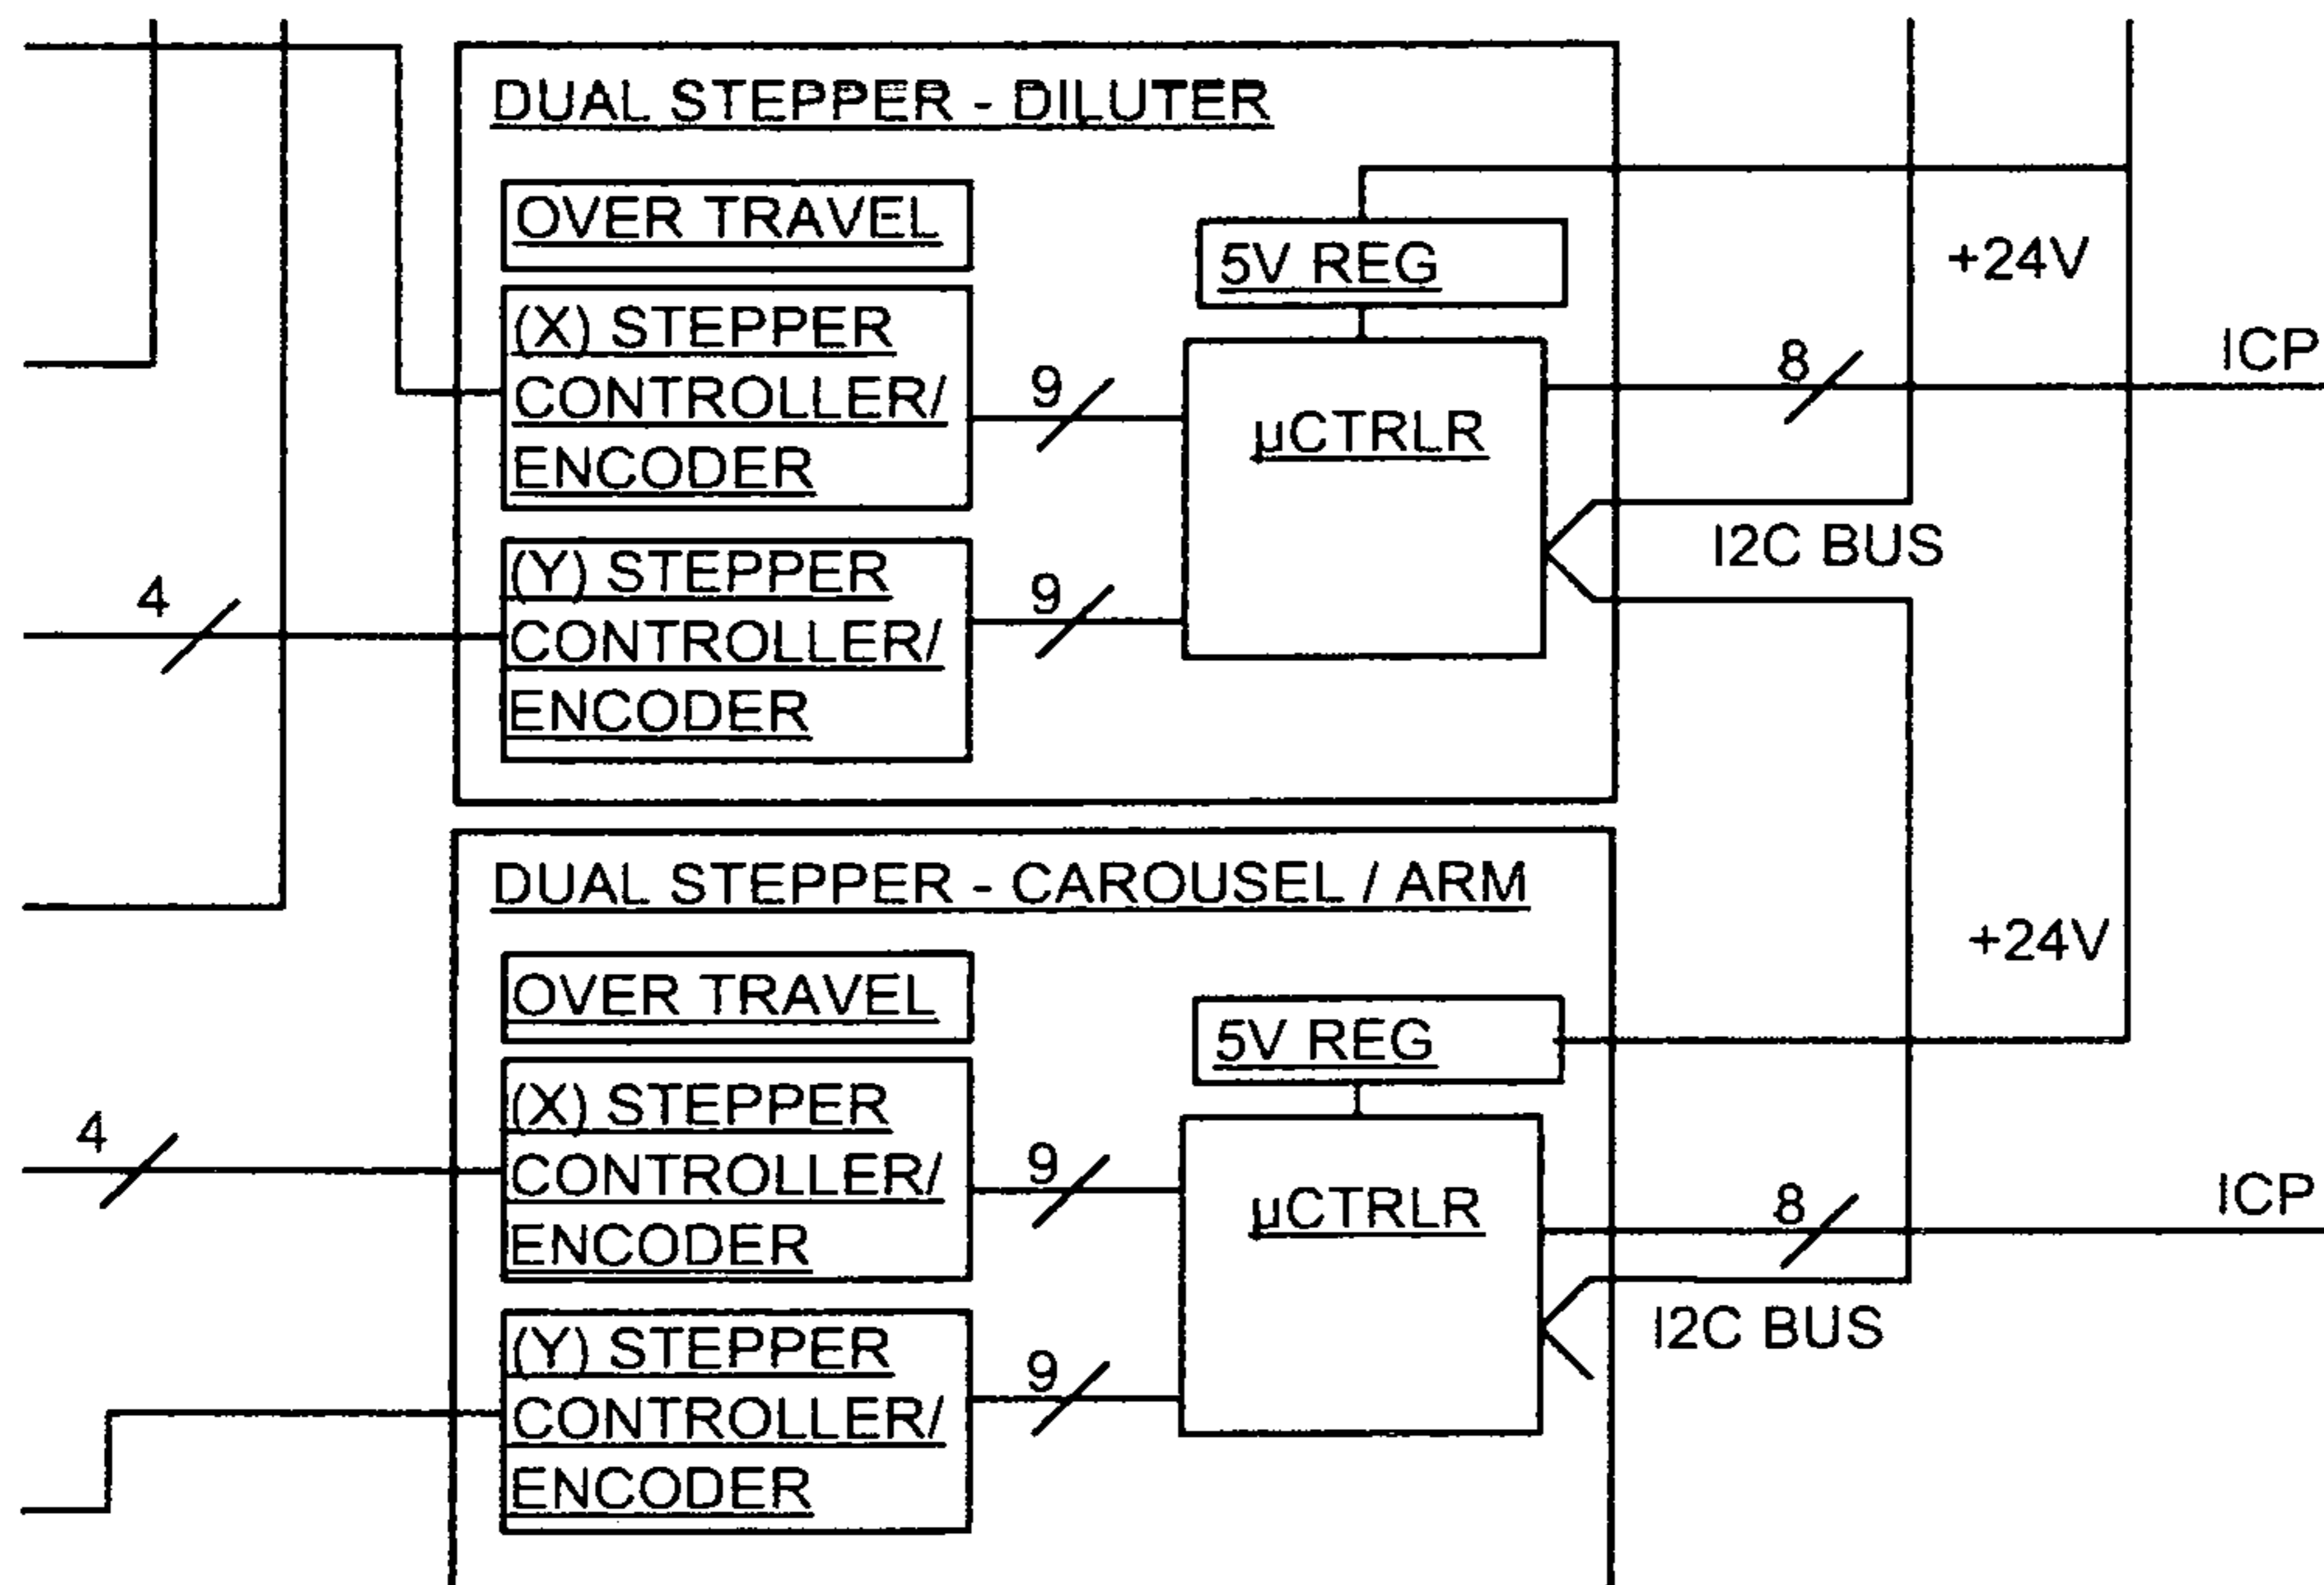 DUAL STEPPER - DILUTER
OVER TRAVEL
5V REG
+24V
(X) STEPPER
CONTROLLER/
ENCODER
9
µCTRLR
8
ICP
I2C BUS
(Y) STEPPER
CONTROLLER/
ENCODER
9
4
DUAL STEPPER - CAROUSEL / ARM
+24V
OVER TRAVEL
5V REG
(X) STEPPER
CONTROLLER/
ENCODER
4
9
µCTRLR
8
ICP
I2C BUS
(Y) STEPPER
CONTROLLER/
ENCODER
9